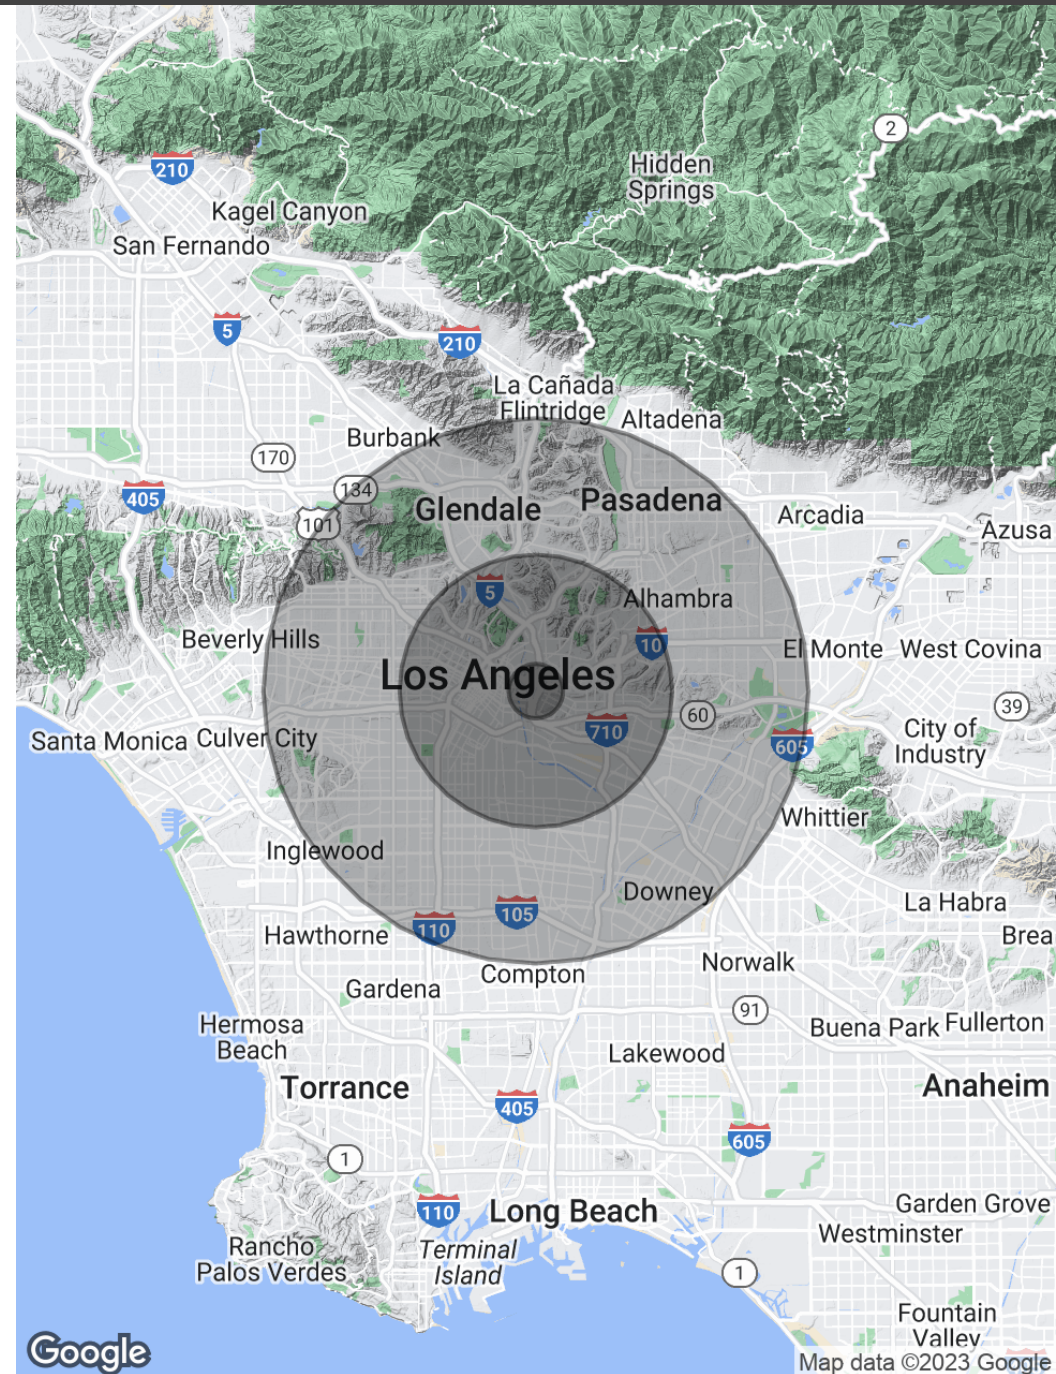 2
Hidden
Springs
210
Kagel Canyon
San Fernando
5
210
La Cañada
Flintridge
Altadena
Burbank
170
134
405
101
Glendale
Pasadena
Arcadia
Azusa
5
Alhambra
10
Beverly Hills
El Monte
West Covina
Los Angeles
60
39
710
Santa Monica
Culver City
605
City of
Industry
Whittier
Inglewood
Downey
La Habra
105
110
Hawthorne
Brea
Compton
Norwalk
Gardena
91
Hermosa
Beach
Buena Park
Fullerton
Lakewood
Torrance
Anaheim
405
605
1
110
Long Beach
Garden Grove
Westminster
Rancho
Palos Verdes
Terminal
Island
1
Fountain
Valley
Google
Map data ©2023 Google